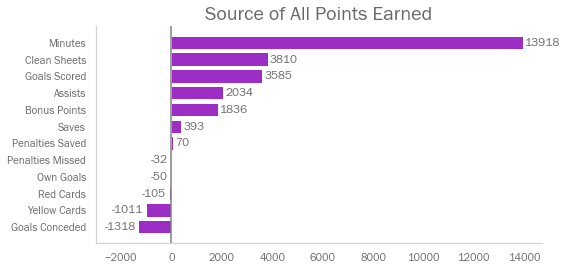 Source of All Points Earned
Minutes 13918
Clean Sheets 3810
Goals Scored 3585
Assists 2034
Bonus Points 1836
Saves 393
Penalties Saved 70
Penalties Missed -32
Own Goals -50
Red Cards -105
Yellow Cards -1011
Goals Conceded -1318
−2000 0 2000 4000 6000 8000 10000 12000 14000